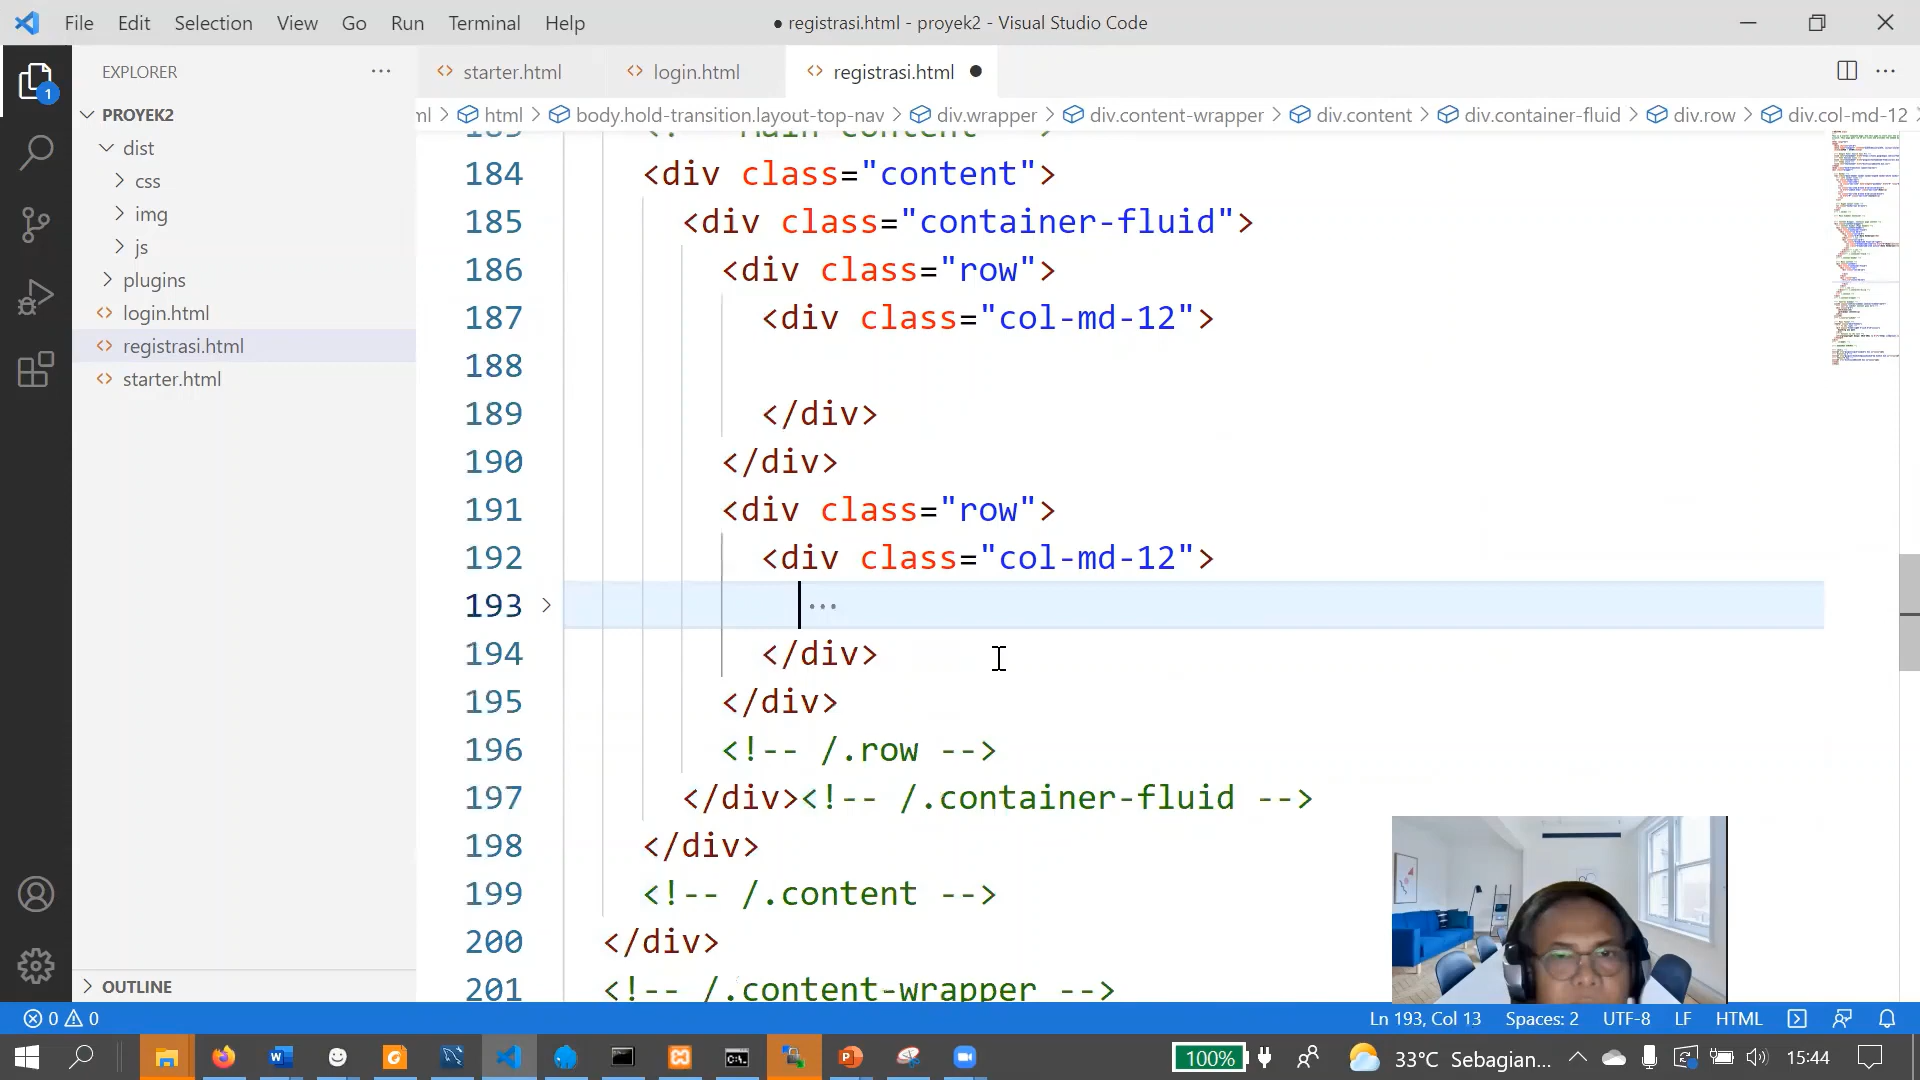 File Edit Selection View Go Run Terminal Help
● registrasi.html - proyek2 - Visual Studio Code
EXPLORER
starter.html
login.html
registrasi.html
PROYEK2
dist
css
img
js
plugins
login.html
registrasi.html
starter.html
OUTLINE
ml > html > body.hold-transition.layout-top-nav > div.wrapper > div.content-wrapper > div.content > div.container-fluid > div.row > div.col-md-12 >
183 <!-- Main content -->
184 <div class="content">
185 <div class="container-fluid">
186 <div class="row">
187 <div class="col-md-12">
188
189 </div>
190 </div>
191 <div class="row">
192 <div class="col-md-12">
193 ...
194 </div>
195 </div>
196 <!-- /.row -->
197 </div><!-- /.container-fluid -->
198 </div>
199 <!-- /.content -->
200 </div>
201 <!-- /.content-wrapper -->
1
0 0
Ln 193, Col 13 Spaces: 2 UTF-8 LF HTML
100% 33°C Sebagian... 15:44